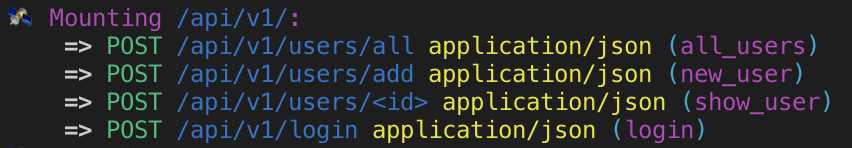 🛰 Mounting /api/v1/:
=> POST /api/v1/users/all application/json (all_users)
=> POST /api/v1/users/add application/json (new_user)
=> POST /api/v1/users/<id> application/json (show_user)
=> POST /api/v1/login application/json (login)